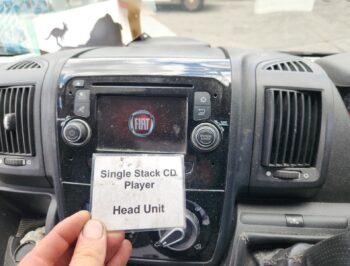 FIAT
Single Stack CD
Player
Head Unit